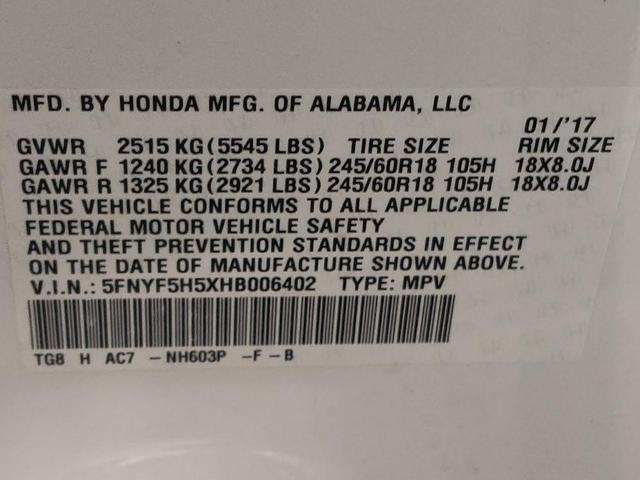 MFD. BY HONDA MFG. OF ALABAMA, LLC
01/'17
GVWR 2515 KG(5545 LBS) TIRE SIZE RIM SIZE
GAWR F 1240 KG(2734 LBS) 245/60R18 105H 18X8.0J
GAWR R 1325 KG(2921 LBS) 245/60R18 105H 18X8.0J
THIS VEHICLE CONFORMS TO ALL APPLICABLE
FEDERAL MOTOR VEHICLE SAFETY
AND THEFT PREVENTION STANDARDS IN EFFECT
ON THE DATE OF MANUFACTURE SHOWN ABOVE.
V.I.N.: 5FNYF5H5XHB006402 TYPE: MPV
TG8 H AC7 – NH603P –F – B